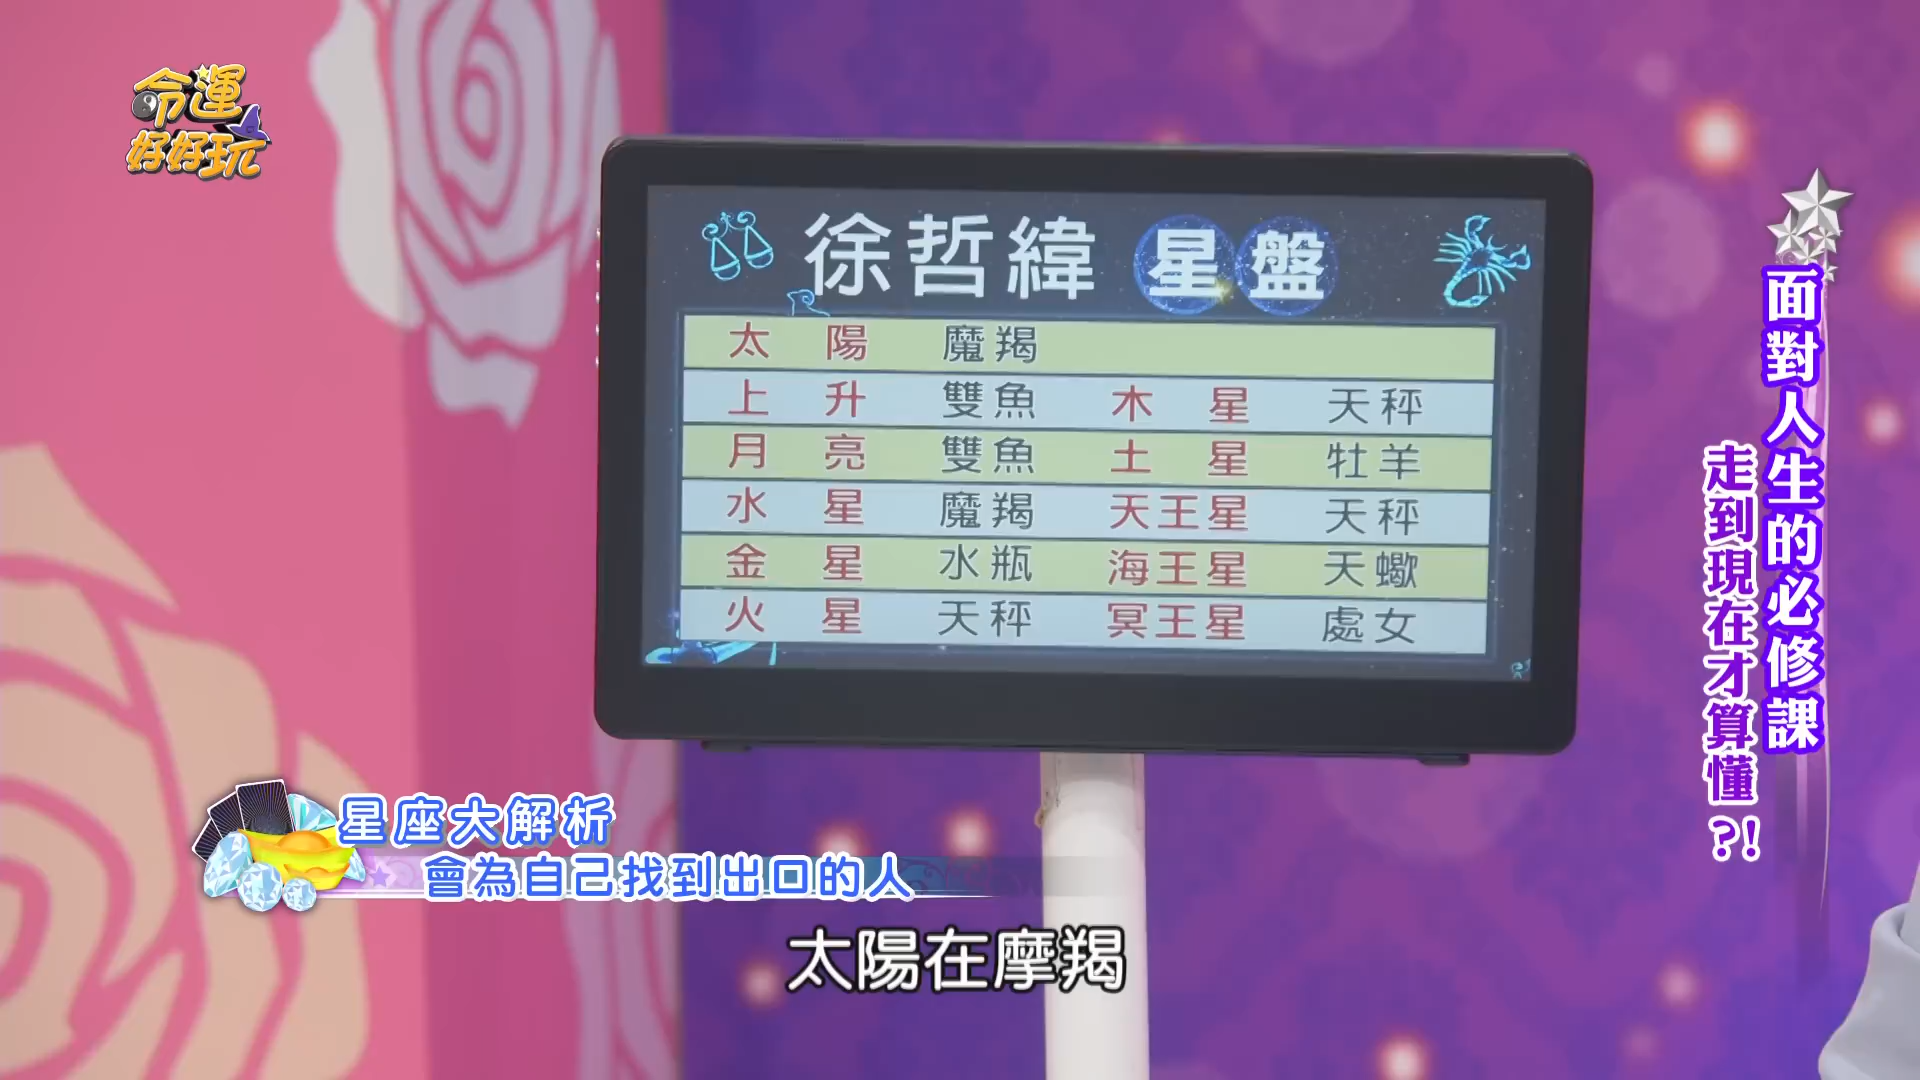 命運
好好玩
徐哲緯 星盤
太陽 魔羯
上升 雙魚 木星 天秤
月亮 雙魚 土星 牡羊
水星 魔羯 天王星 天秤
金星 水瓶 海王星 天蠍
火星 天秤 冥王星 處女
面對人生的必修課
走到現在才算懂?!
星座大解析
會為自己找到出口的人
太陽在摩羯